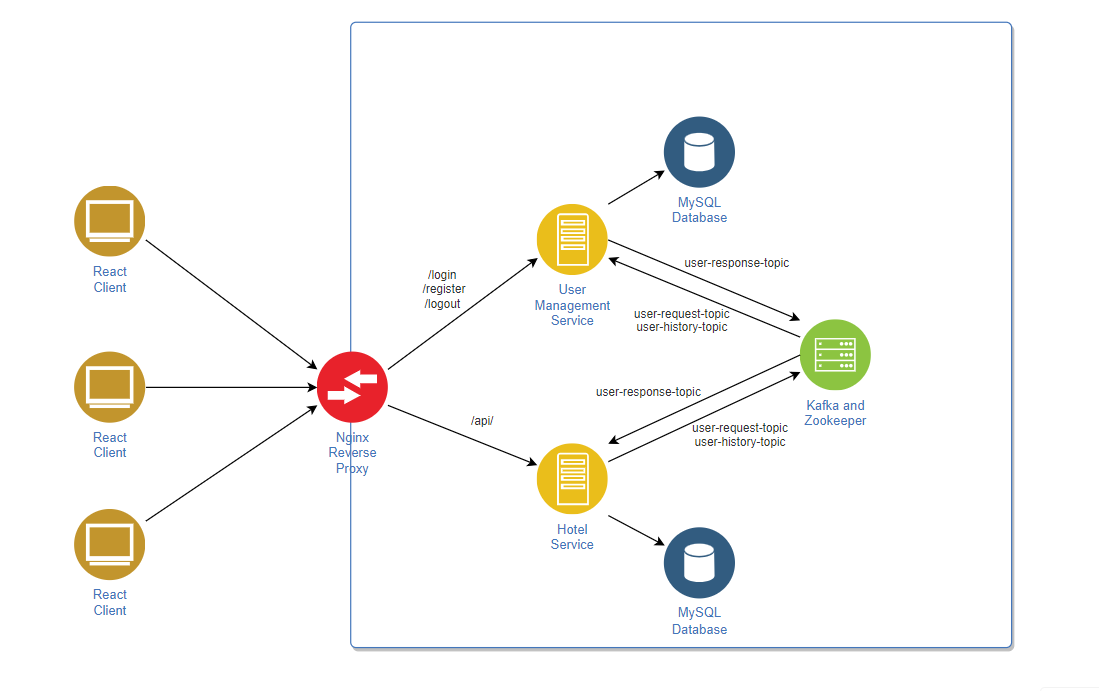 React
Client
React
Client
React
Client
Nginx
Reverse
Proxy
/login
/register
/logout
/api/
User
Management
Service
Hotel
Service
MySQL
Database
user-response-topic
user-request-topic
user-history-topic
user-response-topic
user-request-topic
user-history-topic
Kafka and
Zookeeper
MySQL
Database